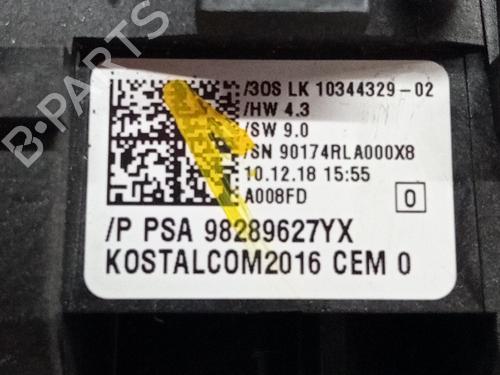 B-PARTS
/3OS LK 10344329-02
/HW 4.3
/SW 9.0
/SN 90174RLA000X8
10.12.18 15:55
A008FD
0
/P PSA 98289627YX
KOSTALCOM2016 CEM 0